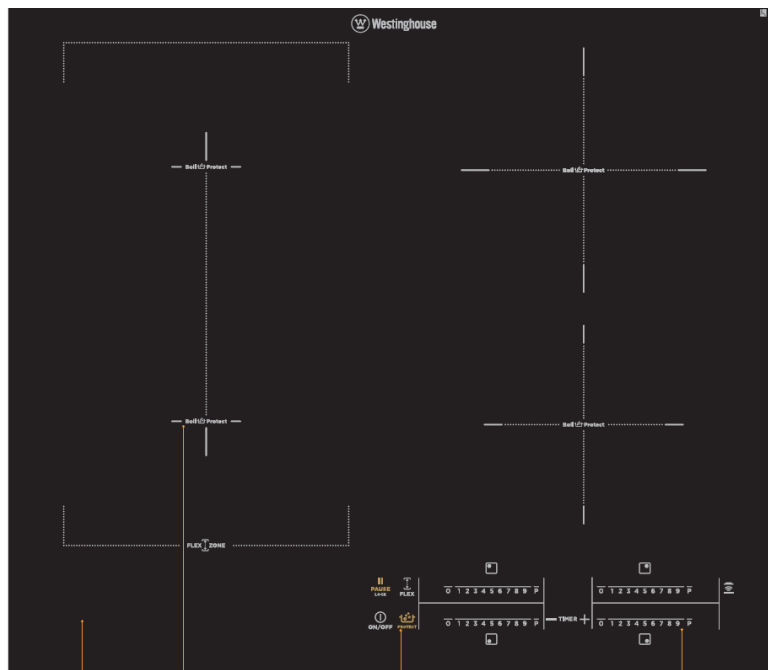 Westinghouse
Boil Protect
Boil Protect
Boil Protect
Boil Protect
FLEX ZONE
PAUSE
LOCK
FLEX
0 1 2 3 4 5 6 7 8 9 P
0 1 2 3 4 5 6 7 8 9 P
ON/OFF
PROTECT
0 1 2 3 4 5 6 7 8 9 P
TIMER
0 1 2 3 4 5 6 7 8 9 P